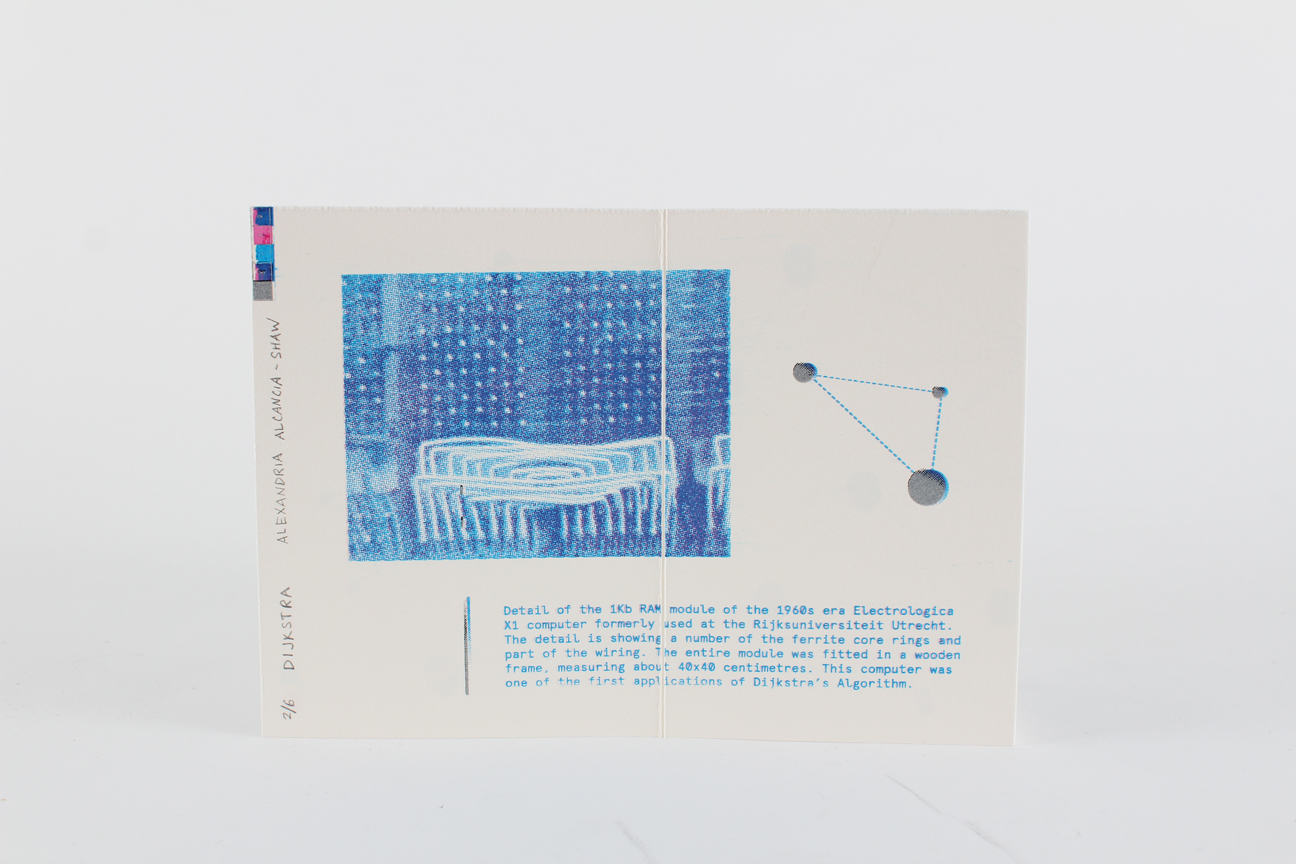 2/6 DIJKSTRA ALEXANDRIA ALCANCIA ~ SHAW
Detail of the 1Kb RAM module of the 1960s era Electrologica
X1 computer formerly used at the Rijksuniversiteit Utrecht.
The detail is showing a number of the ferrite core rings and
part of the wiring. The entire module was fitted in a wooden
frame, measuring about 40x40 centimetres. This computer was
one of the first applications of Dijkstra's Algorithm.